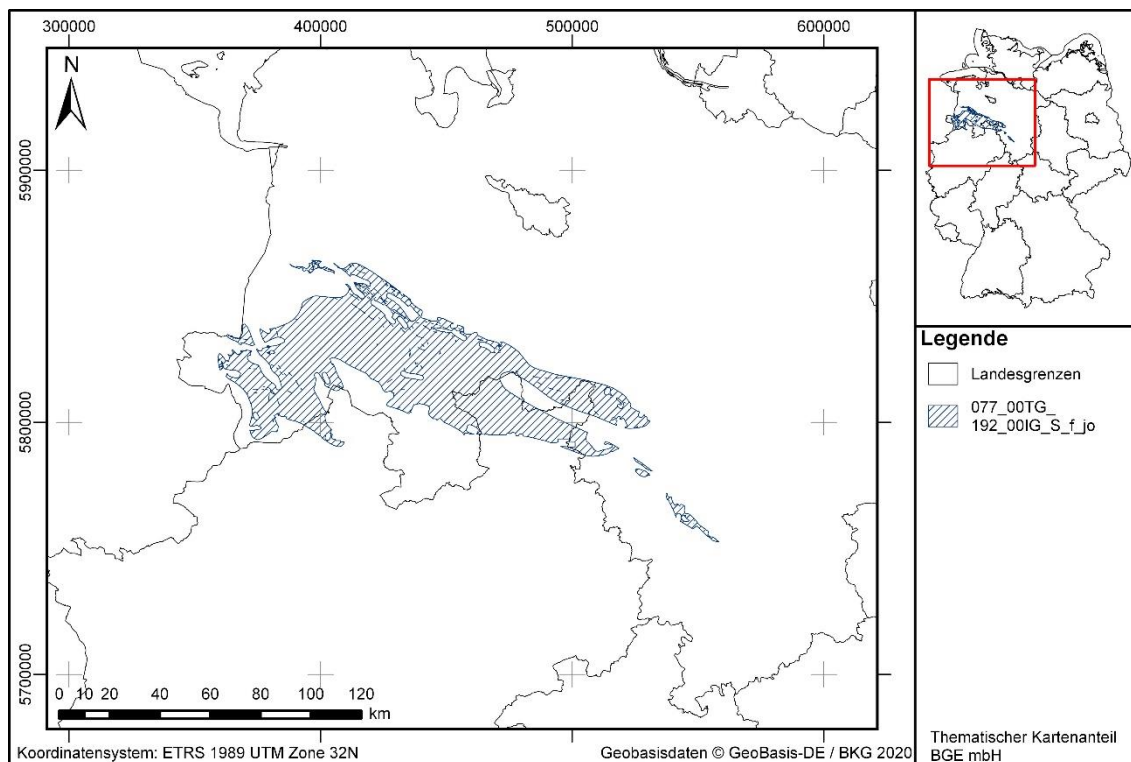 300000 400000 500000 600000
N
5900000
5800000
5700000
0 10 20 40 60 80 100 120
km
Koordinatensystem: ETRS 1989 UTM Zone 32N
Geobasisdaten © GeoBasis-DE / BKG 2020
Legende
Landesgrenzen
077_00TG_
192_00IG_S_f_jo
Thematischer Kartenanteil
BGE mbH